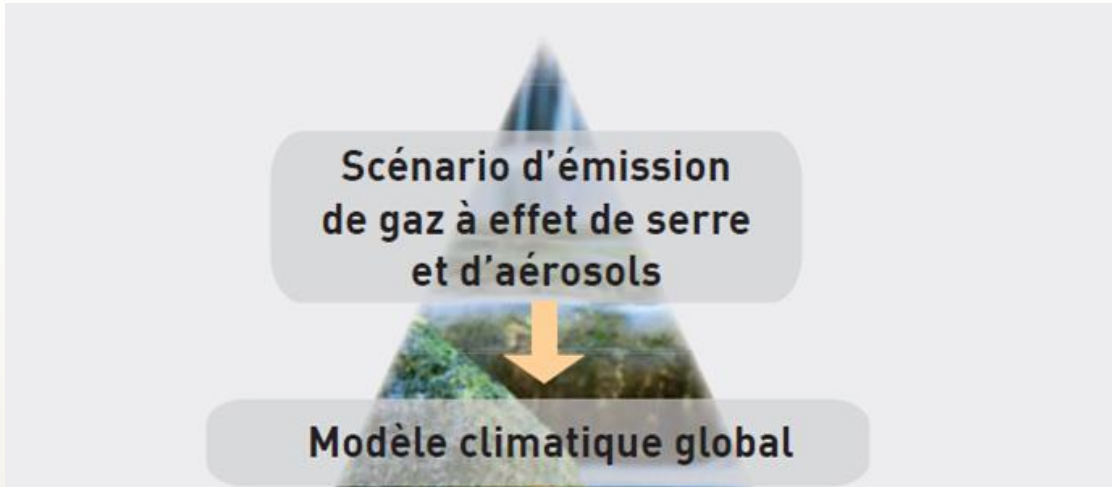 Scénario d’émission
de gaz à effet de serre
et d’aérosols
Modèle climatique global